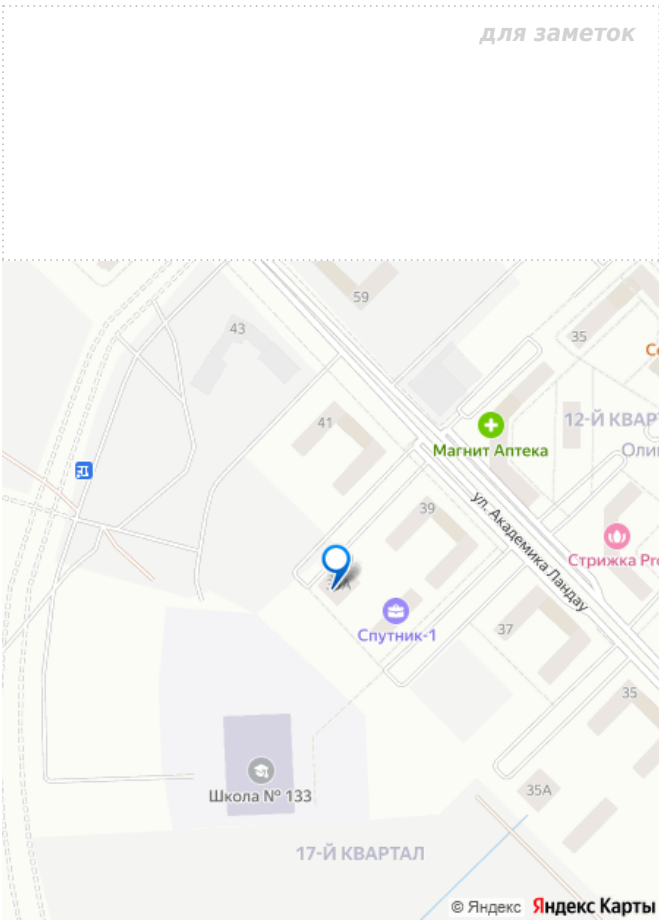 для заметок
59
43
35
Се
41
12-Й КВАР
Магнит Аптека
Оли
39
ул. Академика Ландау
Стрижка Pro
Спутник-1
37
35
Школа № 133
35А
17-Й КВАРТАЛ
© Яндекс Яндекс Карты